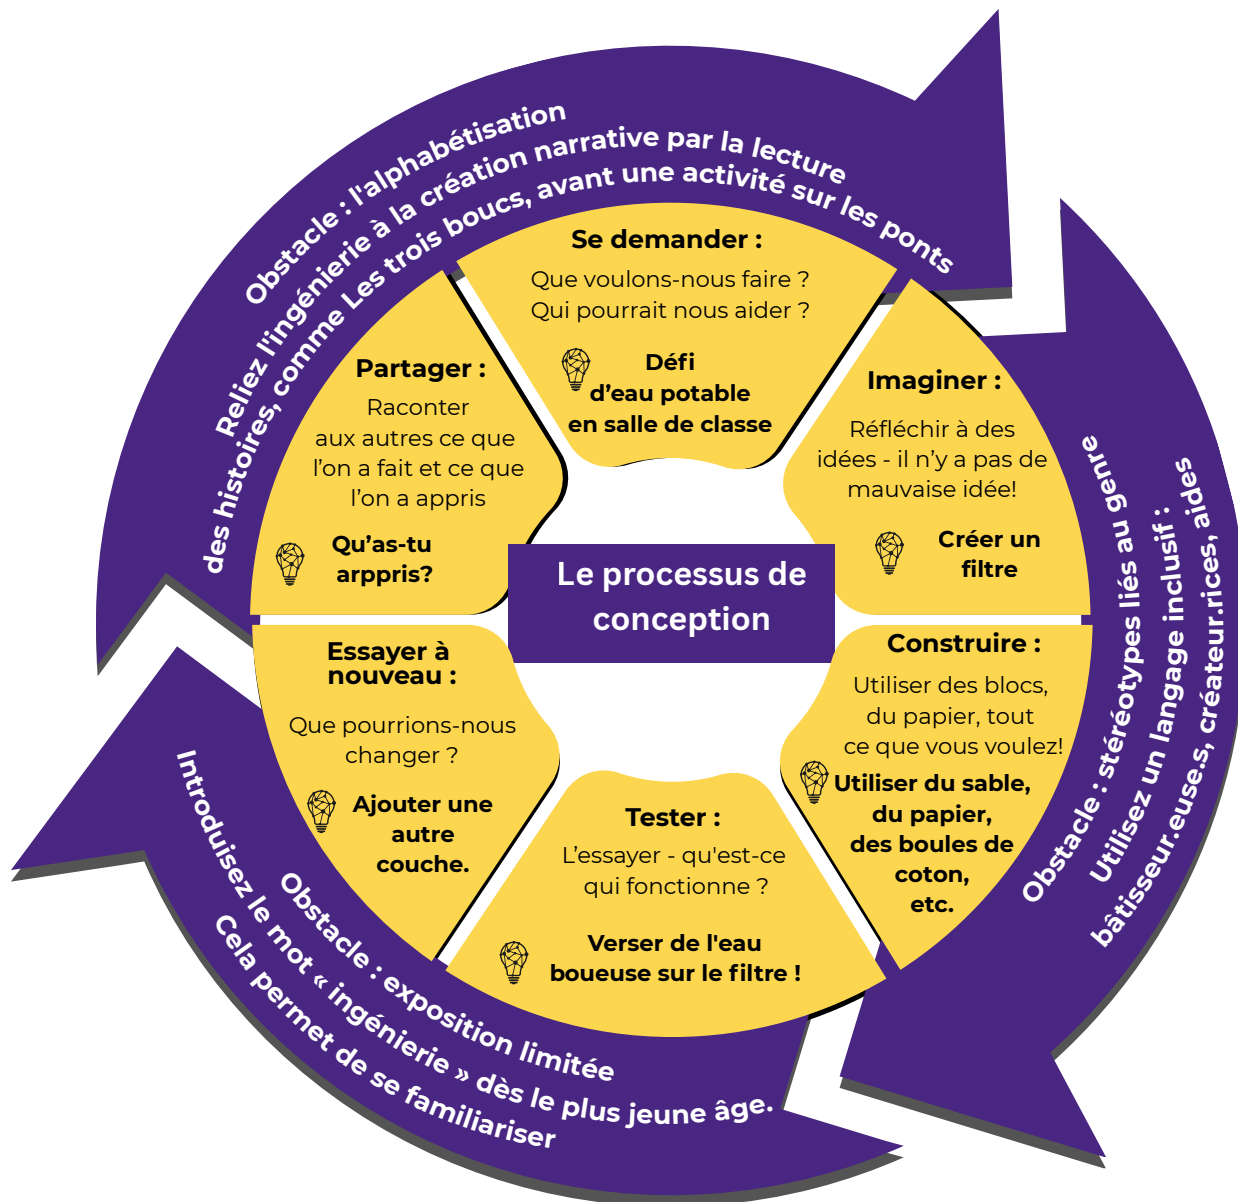 Obstacle : l'alphabétisation
Reliez l'ingénierie à la création narrative par la lecture
des histoires, comme Les trois boucs, avant une activité sur les ponts
Se demander :
Que voulons-nous faire ?
Qui pourrait nous aider ?
Défi
d’eau potable
en salle de classe
Imaginer :
Réfléchir à des
idées - il n’y a pas de
mauvaise idée!
Créer un
filtre
Obstacle : stéréotypes liés au genre
Utilisez un langage inclusif :
bâtisseur.euse.s, créateur.rices, aides
Construire :
Utiliser des blocs,
du papier, tout
ce que vous voulez!
Utiliser du sable,
du papier,
des boules de
coton,
etc.
Tester :
L’essayer - qu'est-ce
qui fonctionne ?
Verser de l'eau
boueuse sur le filtre !
Obstacle : exposition limitée
Introduisez le mot « ingénierie » dès le plus jeune âge.
Cela permet de se familiariser
Essayer à
nouveau :
Que pourrions-nous
changer ?
Ajouter une
autre
couche.
Partager :
Raconter
aux autres ce que
l’on a fait et ce que
l’on a appris
Qu’as-tu
arppris?
Le processus de
conception